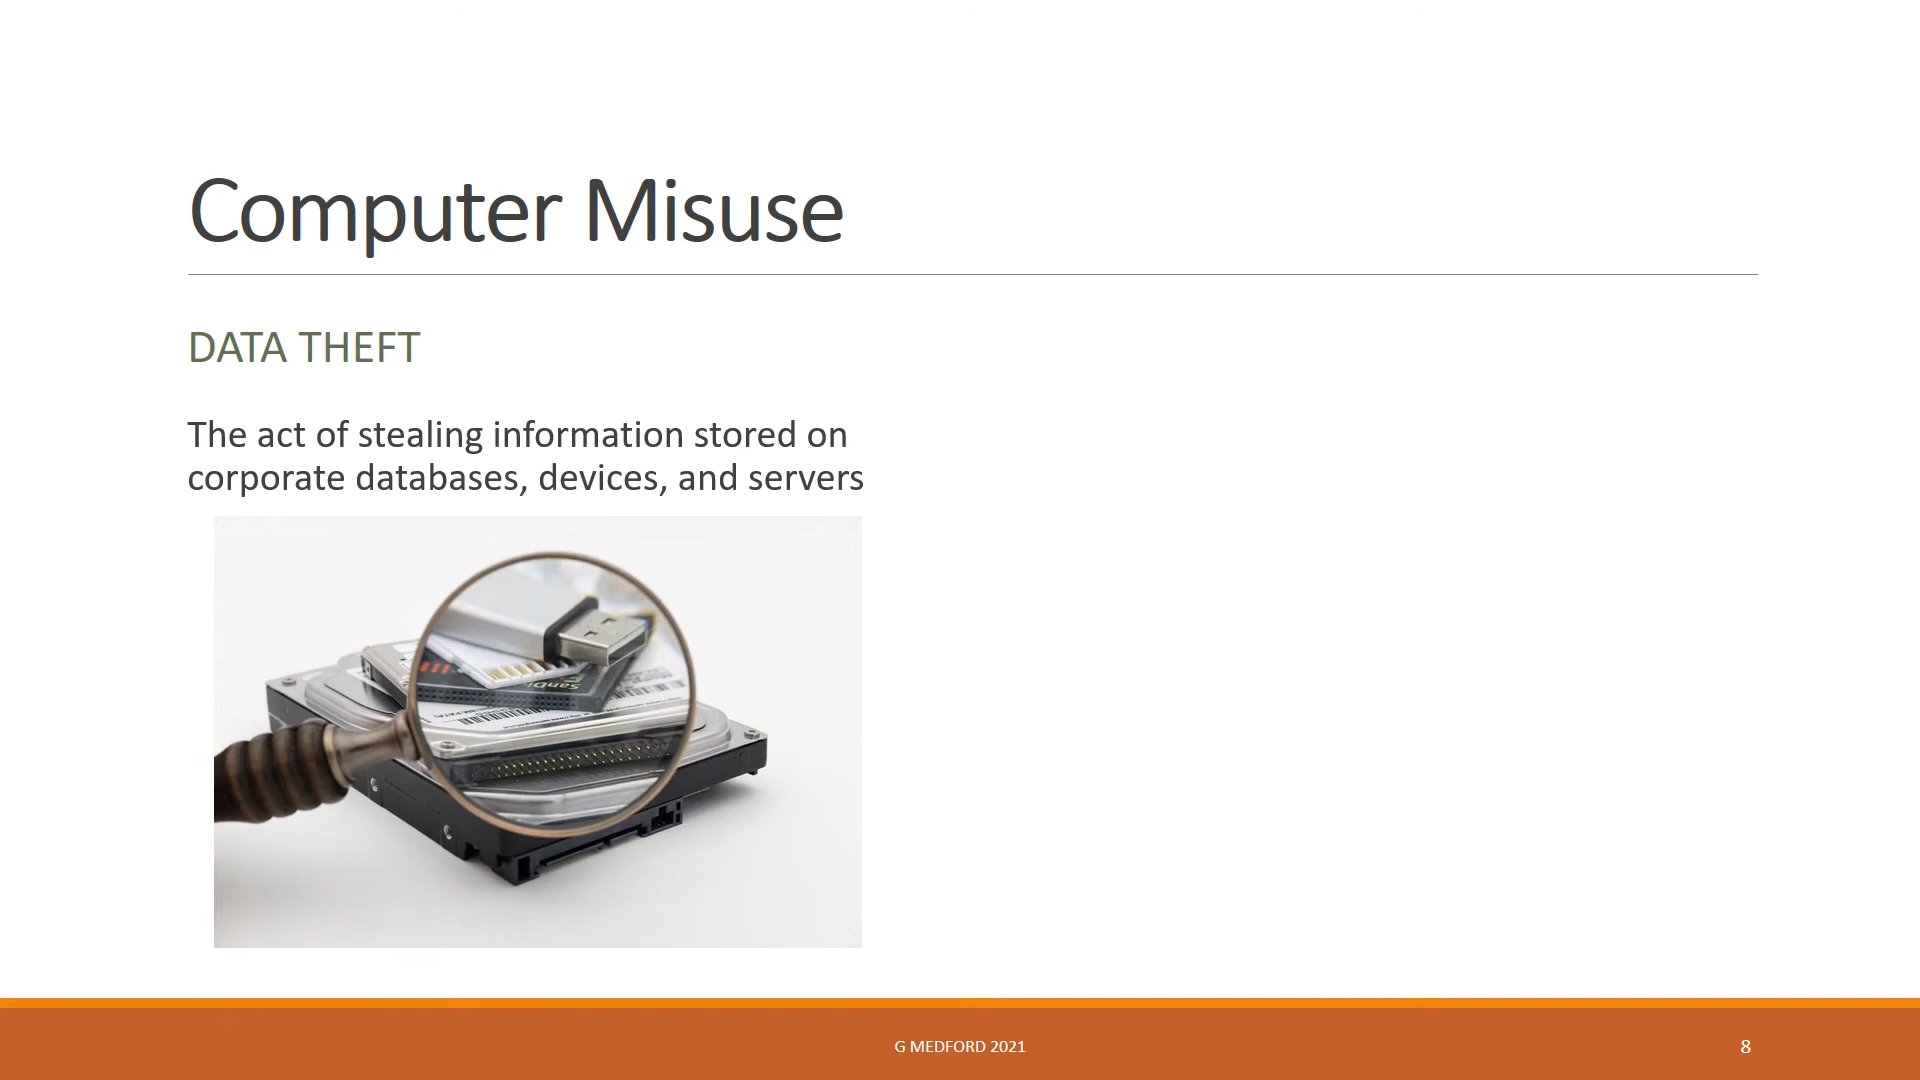 Computer Misuse
DATA THEFT
The act of stealing information stored on
corporate databases, devices, and servers
SanDi
G MEDFORD 2021
8